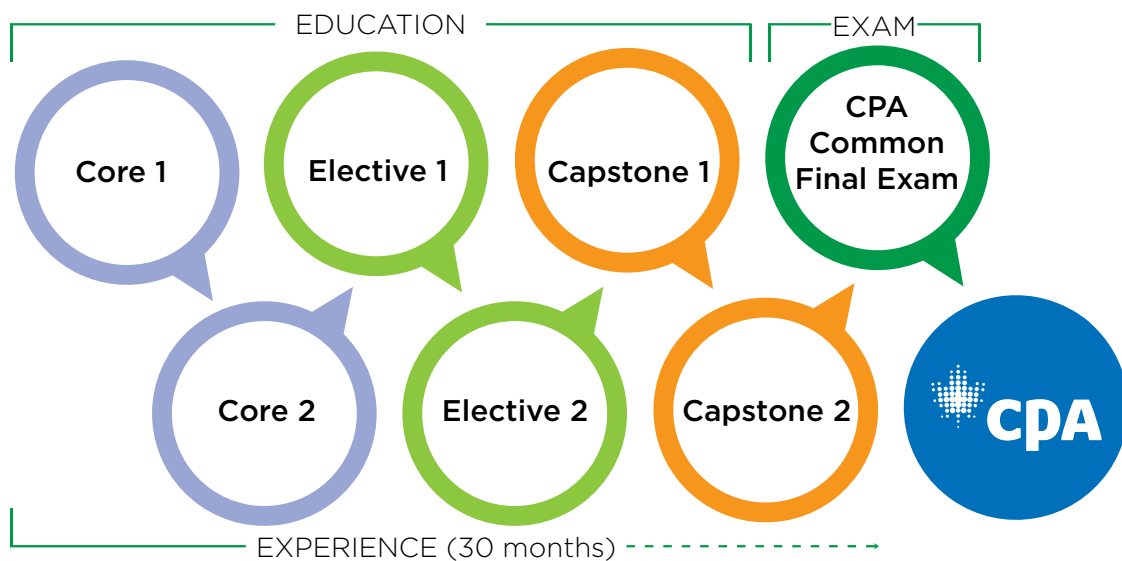 EDUCATION
EXAM
Core 1
Elective 1
Capstone 1
CPA
Common
Final Exam
Core 2
Elective 2
Capstone 2
CPA
EXPERIENCE (30 months)